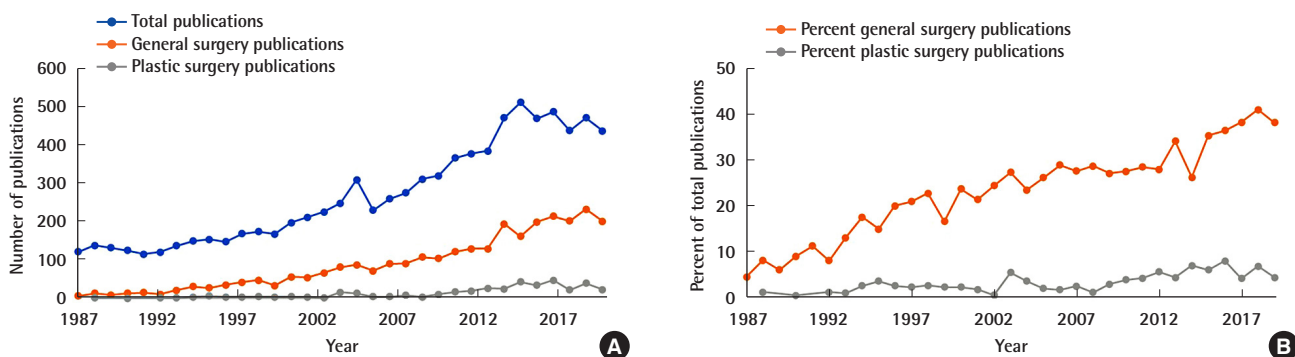 Total publications
General surgery publications
Plastic surgery publications
600
500
400
300
200
100
0
Number of publications
1987 1992 1997 2002 2007 2012 2017
Year
A
Percent general surgery publications
Percent plastic surgery publications
50
40
30
20
10
0
Percent of total publications
1987 1992 1997 2002 2007 2012 2017
Year
B